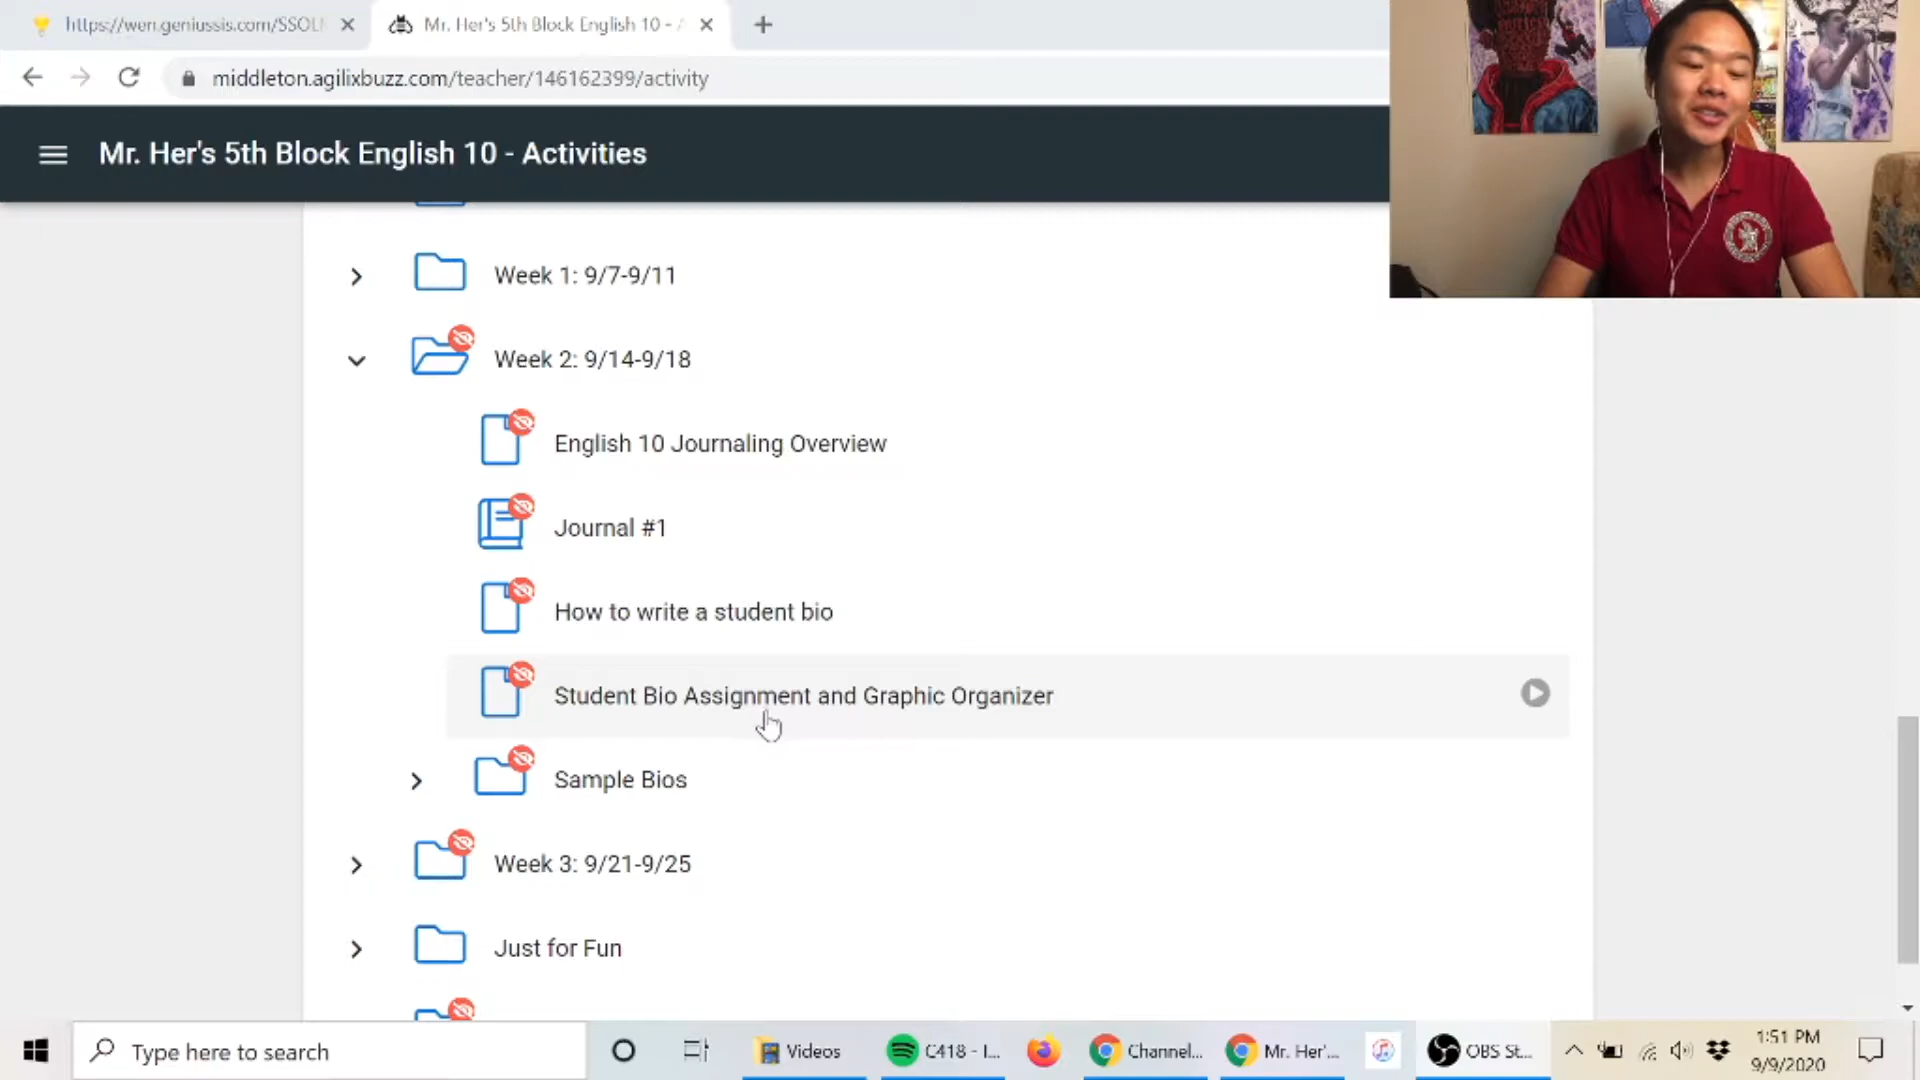 https://wen.geniussis.com/SSOL
Mr. Her's 5th Block English 10 -
middleton.agilixbuzz.com/teacher/146162399/activity
Mr. Her's 5th Block English 10 - Activities
Week 1: 9/7-9/11
Week 2: 9/14-9/18
English 10 Journaling Overview
Journal #1
How to write a student bio
Student Bio Assignment and Graphic Organizer
Sample Bios
Week 3: 9/21-9/25
Just for Fun
Type here to search
Videos
C418 - I...
Channel...
Mr. Her'...
OBS St...
1:51 PM
9/9/2020